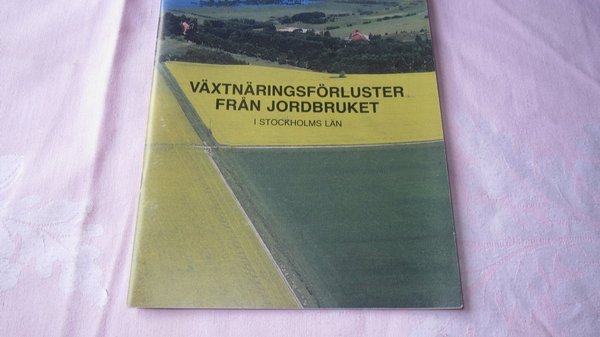 VÄXTNÄRINGSFÖRLUSTER
FRÅN JORDBRUKET
I STOCKHOLMS LÄN